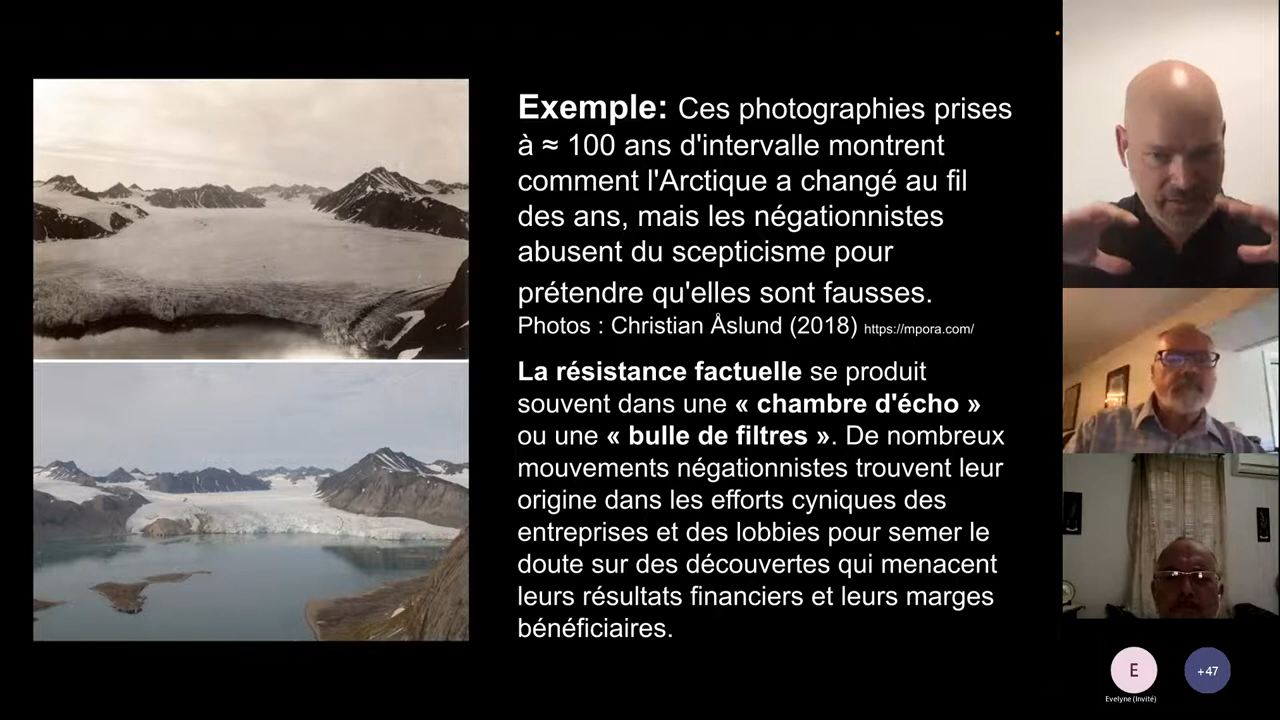 Exemple: Ces photographies prises
à ≈ 100 ans d'intervalle montrent
comment l'Arctique a changé au fil
des ans, mais les négationnistes
abusent du scepticisme pour
prétendre qu'elles sont fausses.
Photos : Christian Åslund (2018) https://mpora.com/
La résistance factuelle se produit
souvent dans une « chambre d'écho »
ou une « bulle de filtres ». De nombreux
mouvements négationnistes trouvent leur
origine dans les efforts cyniques des
entreprises et des lobbies pour semer le
doute sur des découvertes qui menacent
leurs résultats financiers et leurs marges
bénéficiaires.
E
+47
Evelyne (Invité)